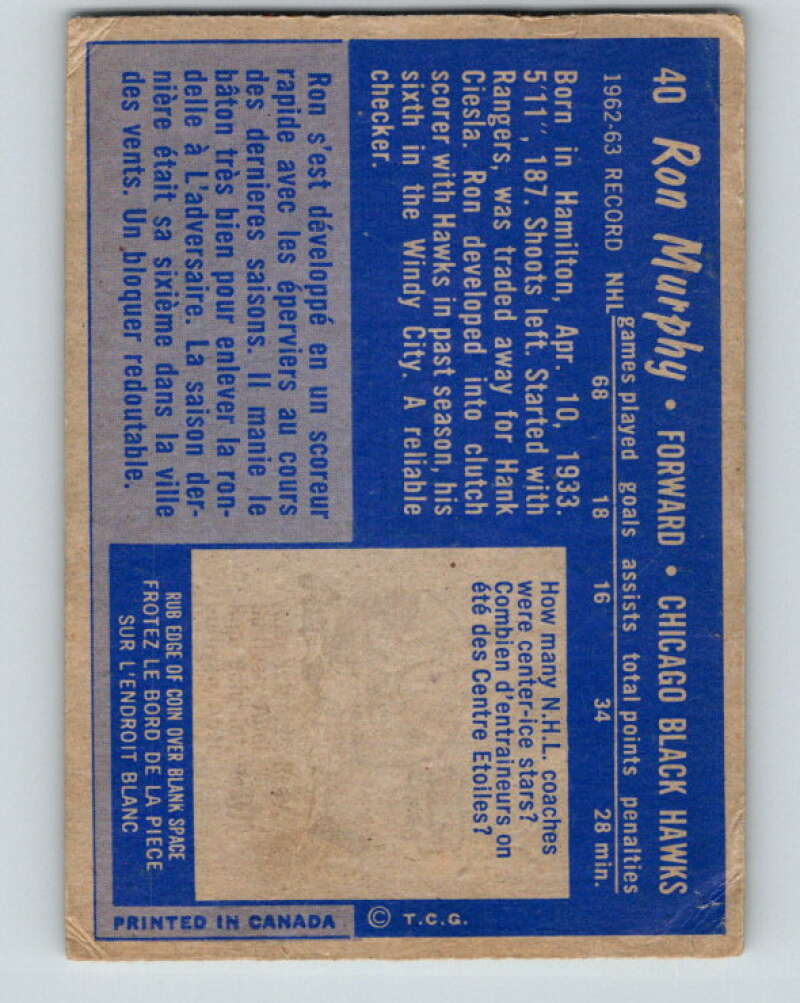 40 Ron Murphy • FORWARD • CHICAGO BLACK HAWKS
games played goals assists total points penalties
1962-63 RECORD NHL 68 18 16 34 28 min.
Born in Hamilton, Apr. 10, 1933.
5'11", 187. Shoots left. Started with
Rangers, was traded away for Hank
Ciesla. Ron developed into clutch
scorer with Hawks in past season, his
sixth in the Windy City. A reliable
checker.
Ron s'est développé en un scoreur
rapide avec les éperviers au cours
des dernieres saisons. Il manie le
bâton très bien pour enlever la ron-
delle à L'adversaire. La saison der-
nière était sa sixième dans la ville
des vents. Un bloquer redoutable.
How many N.H.L. coaches
were center-ice stars?
Combien d'entraineurs on
été des Centre Etoiles?
RUB EDGE OF COIN OVER BLANK SPACE
FROTEZ LE BORD DE LA PIECE
SUR L'ENDROIT BLANC
PRINTED IN CANADA
© T.C.G.